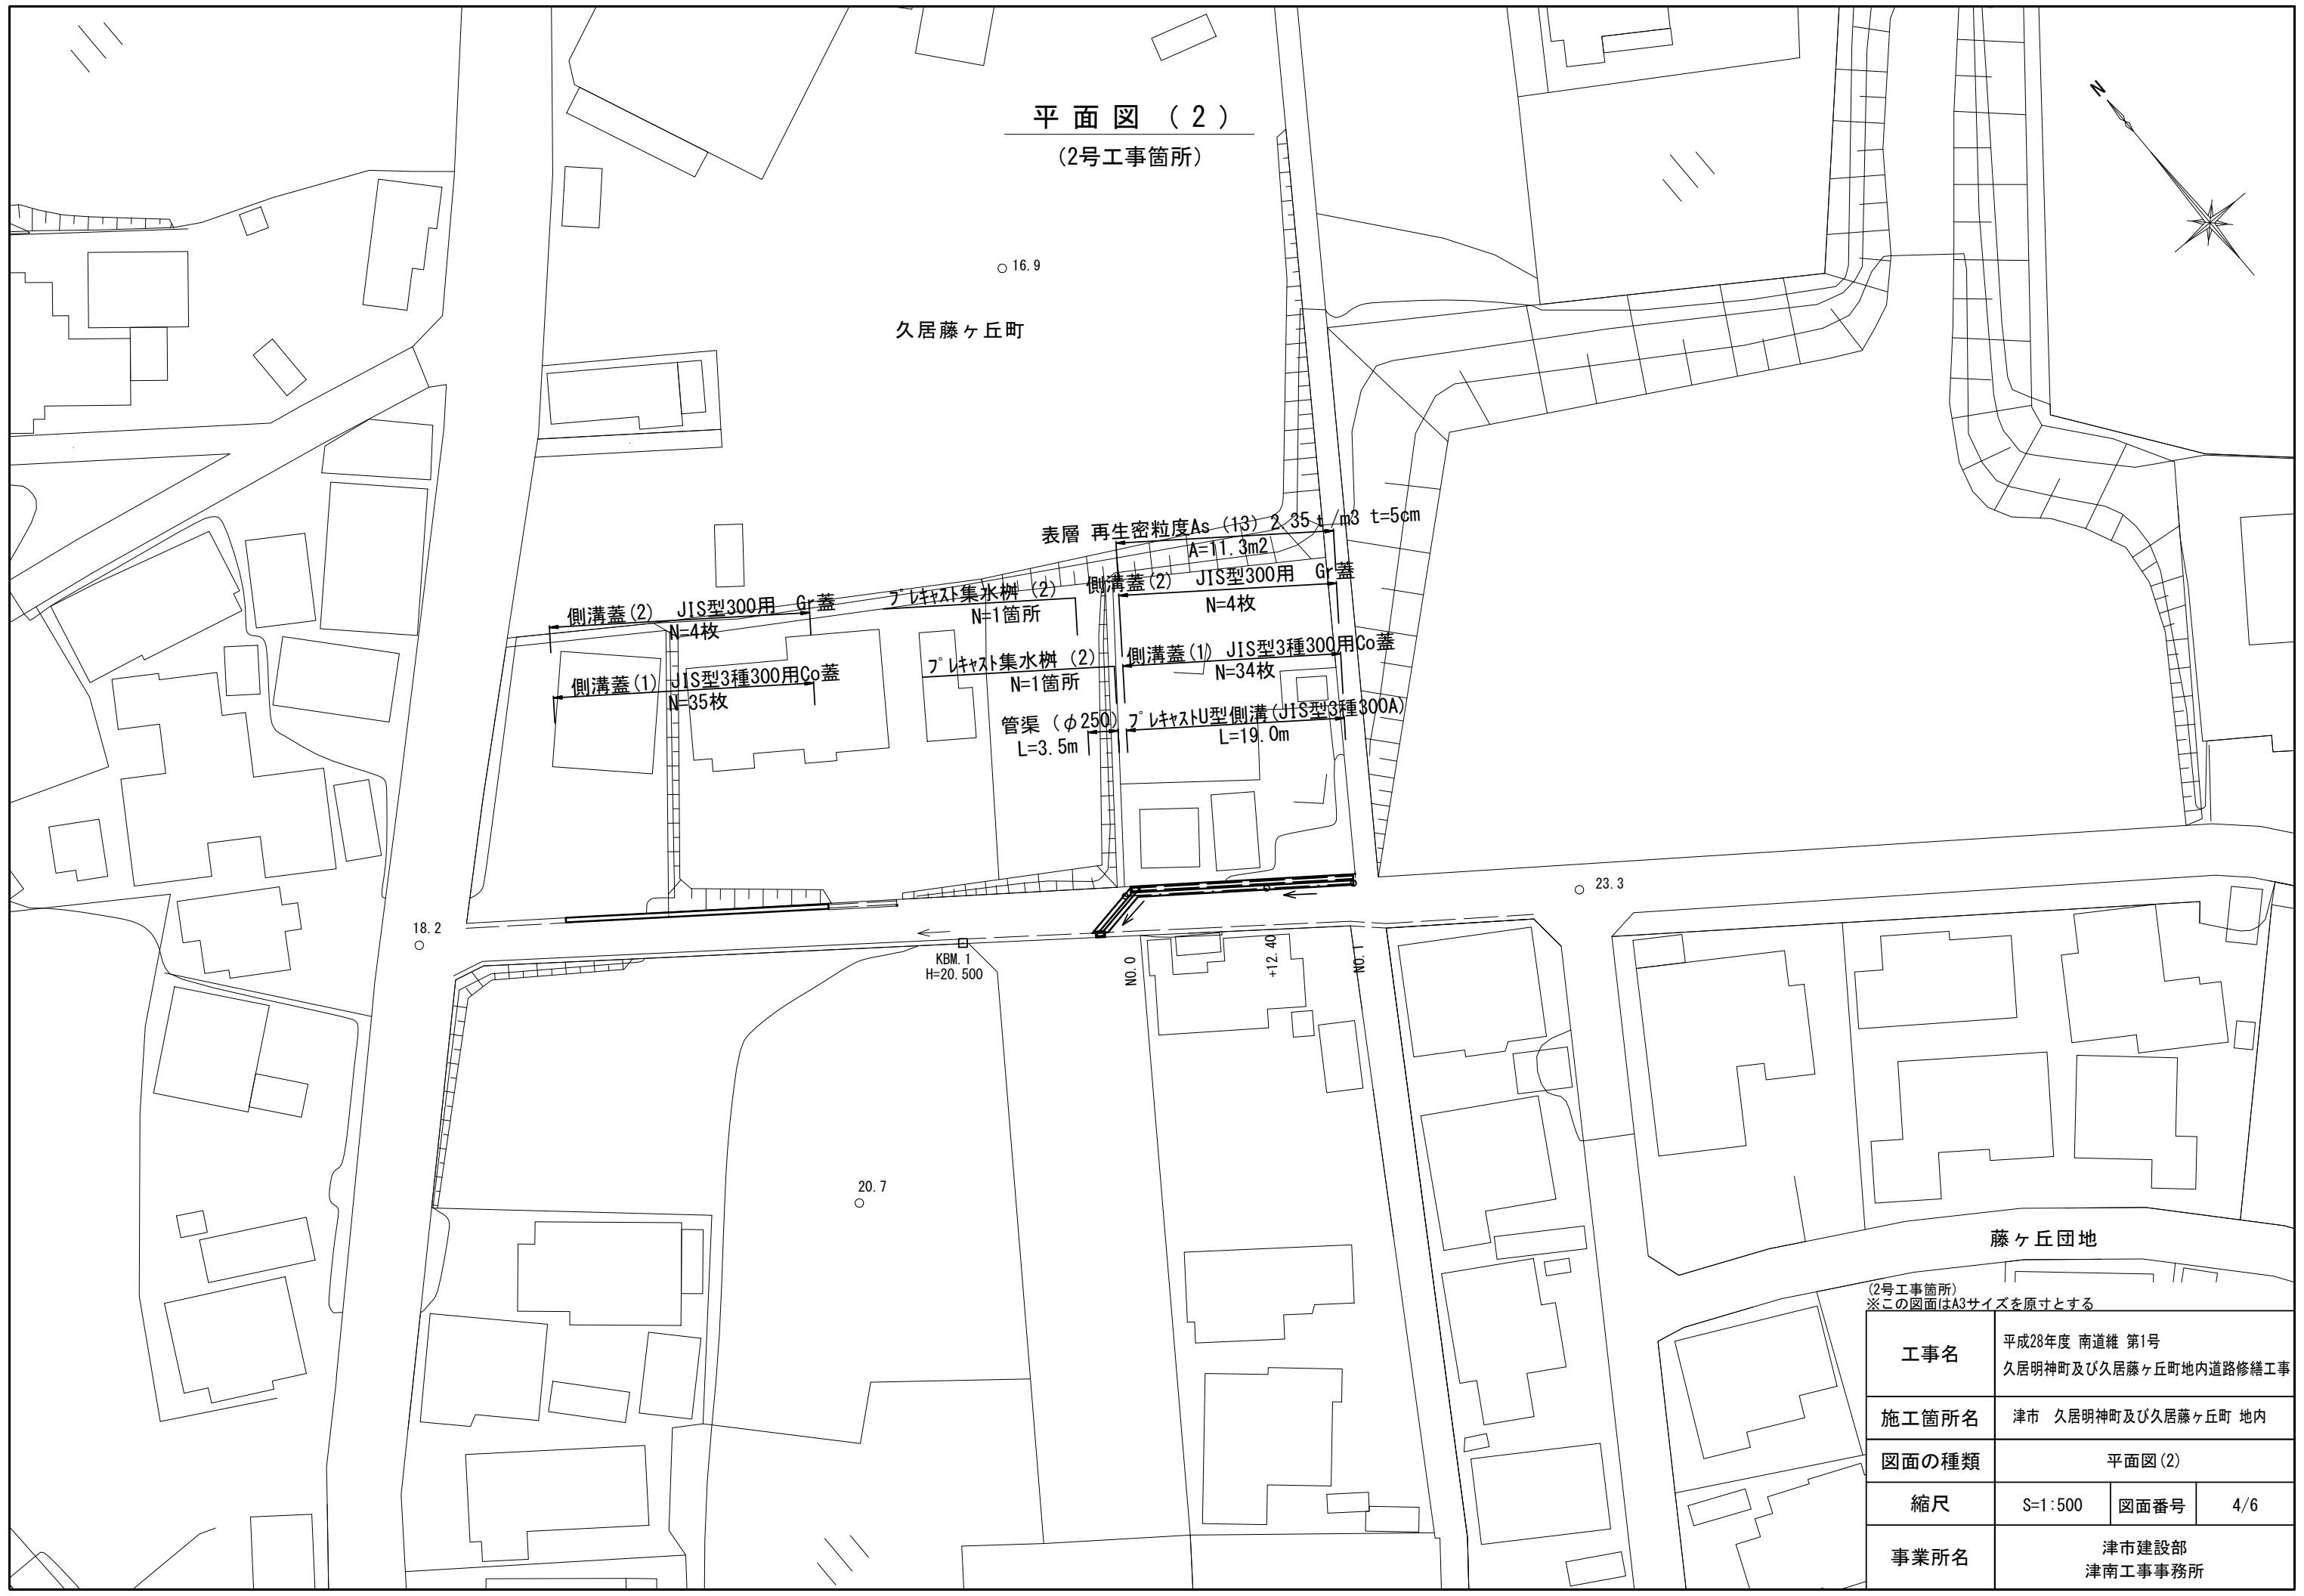 平面図（2）
(2号工事箇所)
N
16.9
久居藤ヶ丘町
表層 再生密粒度As (13) 2.35t/m3 t=5cm
A=11.3m2
側溝蓋(2) JIS型300用 Gr蓋
N=4枚
ﾌﾟﾚｷｬｽﾄ集水桝 (2)
N=1箇所
側溝蓋(2) JIS型300用 Gr蓋
N=4枚
側溝蓋(1) JIS型3種300用Co蓋
N=35枚
ﾌﾟﾚｷｬｽﾄ集水桝 (2)
N=1箇所
側溝蓋(1) JIS型3種300用Co蓋
N=34枚
管渠（φ250)
L=3.5m
ﾌﾟﾚｷｬｽﾄU型側溝(JIS型3種300A)
L=19.0m
23.3
18.2
KBM.1
H=20.500
NO.0
+12.40
NO.1
20.7
藤ヶ丘団地
(2号工事箇所)
※この図面はA3サイズを原寸とする
工事名
平成28年度 南道維 第1号
久居明神町及び久居藤ヶ丘町地内道路修繕工事
施工箇所名 津市 久居明神町及び久居藤ヶ丘町 地内
図面の種類 平面図(2)
縮尺 S=1:500 図面番号 4/6
事業所名
津市建設部
津南工事事務所